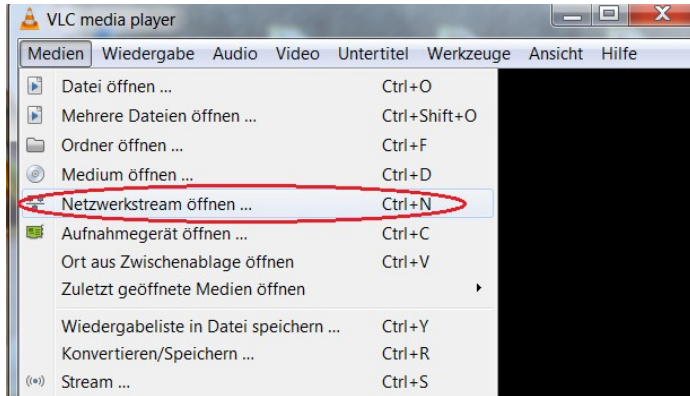 VLC media player
Medien Wiedergabe Audio Video Untertitel Werkzeuge Ansicht Hilfe
Datei öffnen ... Ctrl+O
Mehrere Dateien öffnen ... Ctrl+Shift+O
Ordner öffnen ... Ctrl+F
Medium öffnen ... Ctrl+D
Netzwerkstream öffnen ... Ctrl+N
Aufnahmegerät öffnen ... Ctrl+C
Ort aus Zwischenablage öffnen Ctrl+V
Zuletzt geöffnete Medien öffnen
Wiedergabeliste in Datei speichern ... Ctrl+Y
Konvertieren/Speichern ... Ctrl+R
Stream ... Ctrl+S